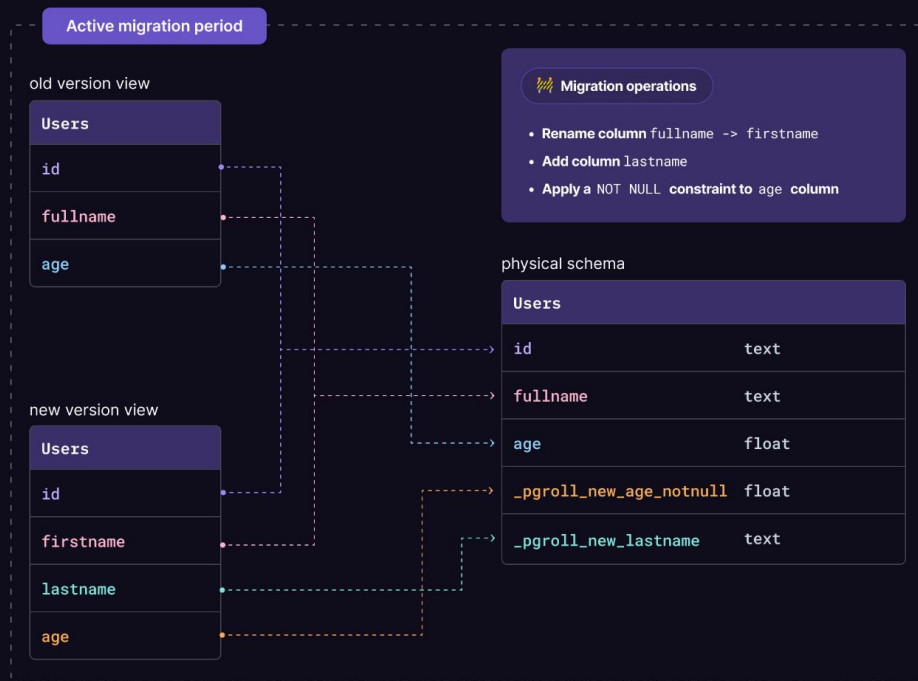 Active migration period
old version view
Users
id
fullname
age
🚧 Migration operations
• Rename column fullname -> firstname
• Add column lastname
• Apply a NOT NULL constraint to age column
physical schema
Users
id text
fullname text
age float
_pgroll_new_age_notnull float
_pgroll_new_lastname text
new version view
Users
id
firstname
lastname
age